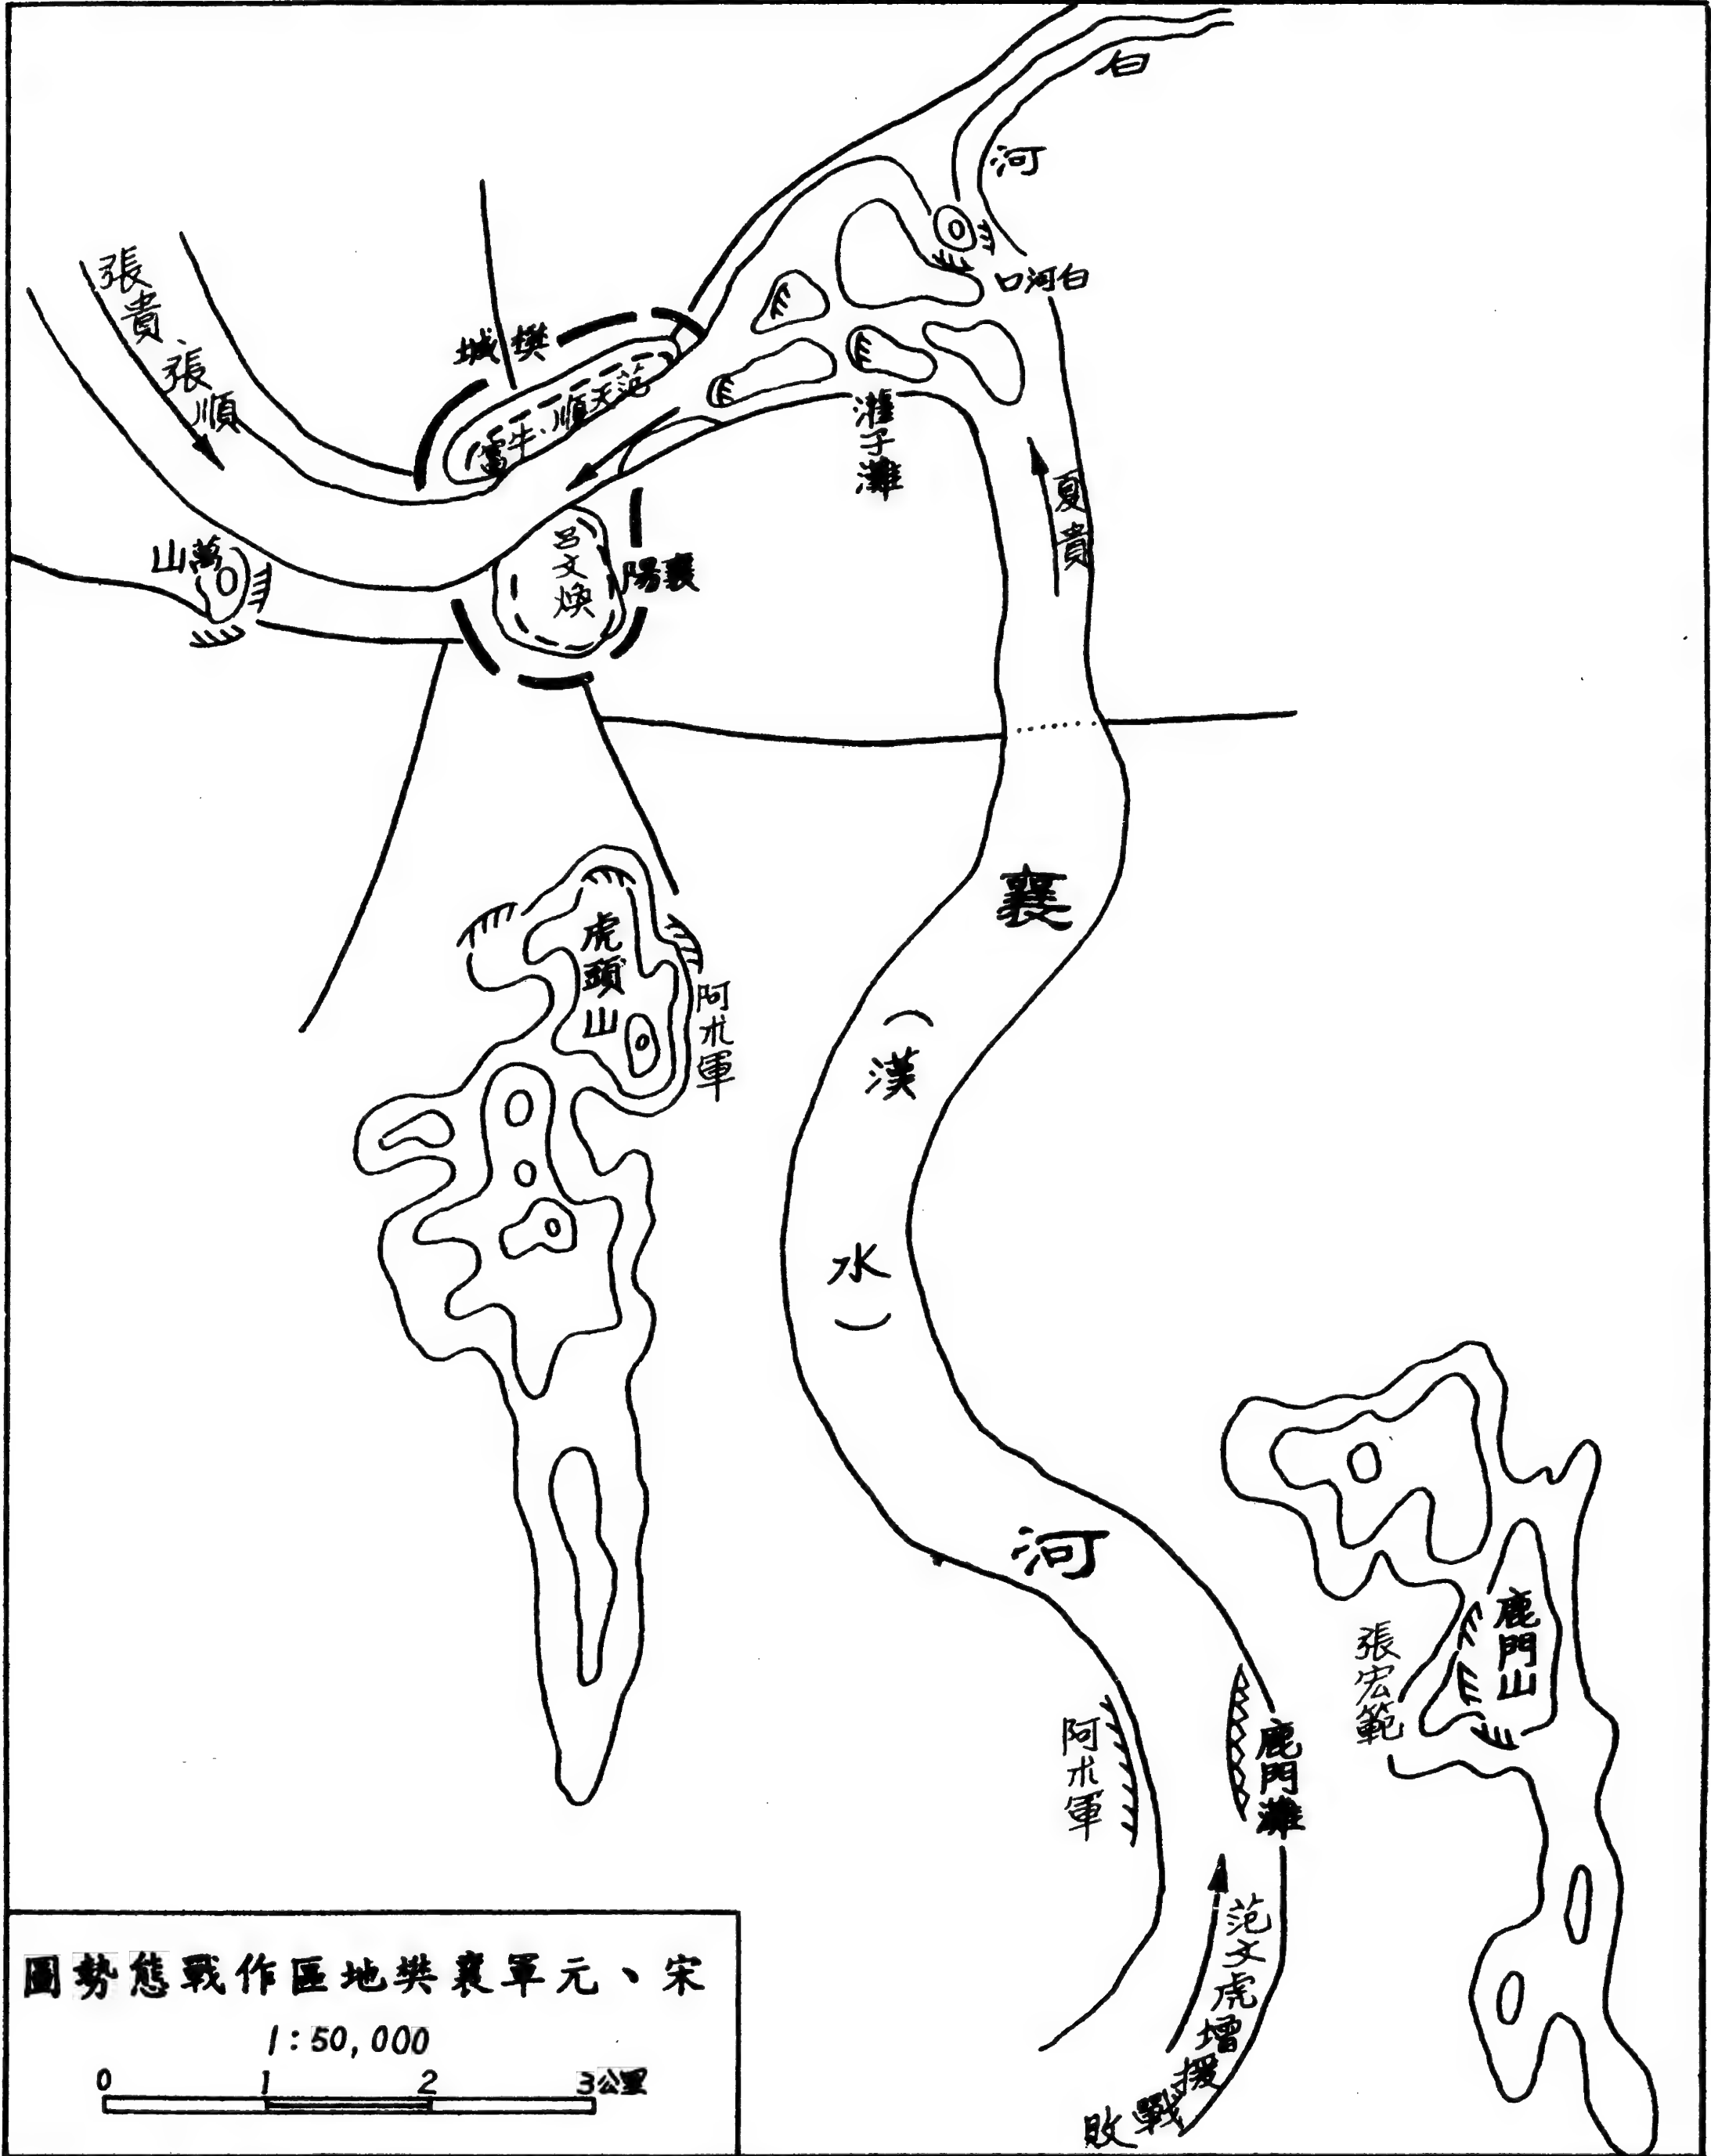 白
河
口河白
張貴、張順
城樊
牛富
范天順
灌子灘
夏貴
山萬
呂文煥
陽襄
襄
（漢
水）
河
虎頭山
阿朮軍
張宏範
鹿門山
阿朮軍
鹿門灘
范文虎增援戰敗
圖勢態戰作區地樊襄軍元、宋
1:50,000
0 1 2 3公里